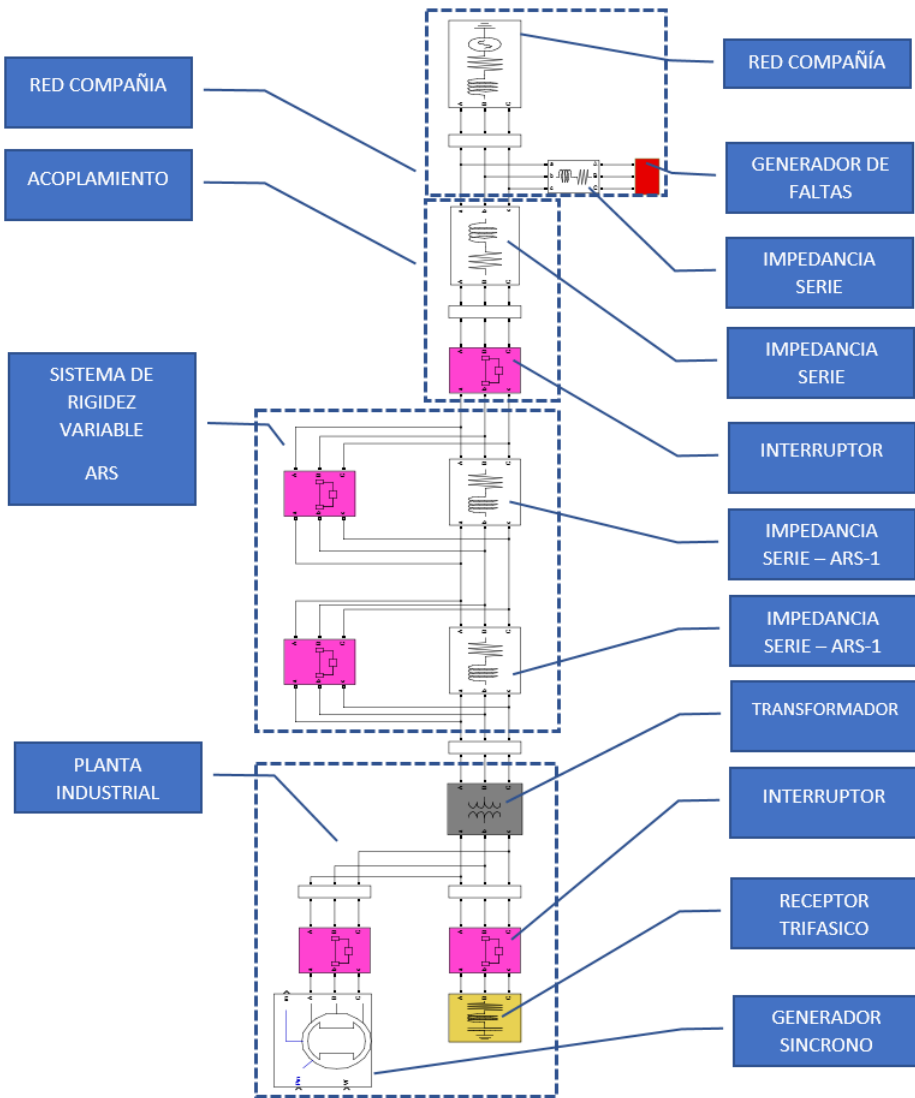 RED COMPAÑIA
ACOPLAMIENTO
SISTEMA DE
RIGIDEZ
VARIABLE
ARS
PLANTA
INDUSTRIAL
RED COMPAÑÍA
GENERADOR DE
FALTAS
IMPEDANCIA
SERIE
IMPEDANCIA
SERIE
INTERRUPTOR
IMPEDANCIA
SERIE – ARS-1
IMPEDANCIA
SERIE – ARS-1
TRANSFORMADOR
INTERRUPTOR
RECEPTOR
TRIFASICO
GENERADOR
SINCRONO
A B C
a b c
A B C
A B C
a b c
A B C
a b c
A B C
a b c
A B C
a b c
A B C
a b c
A B C
a b c
A B C
a b c
A B C
a b c
A B C
A B C